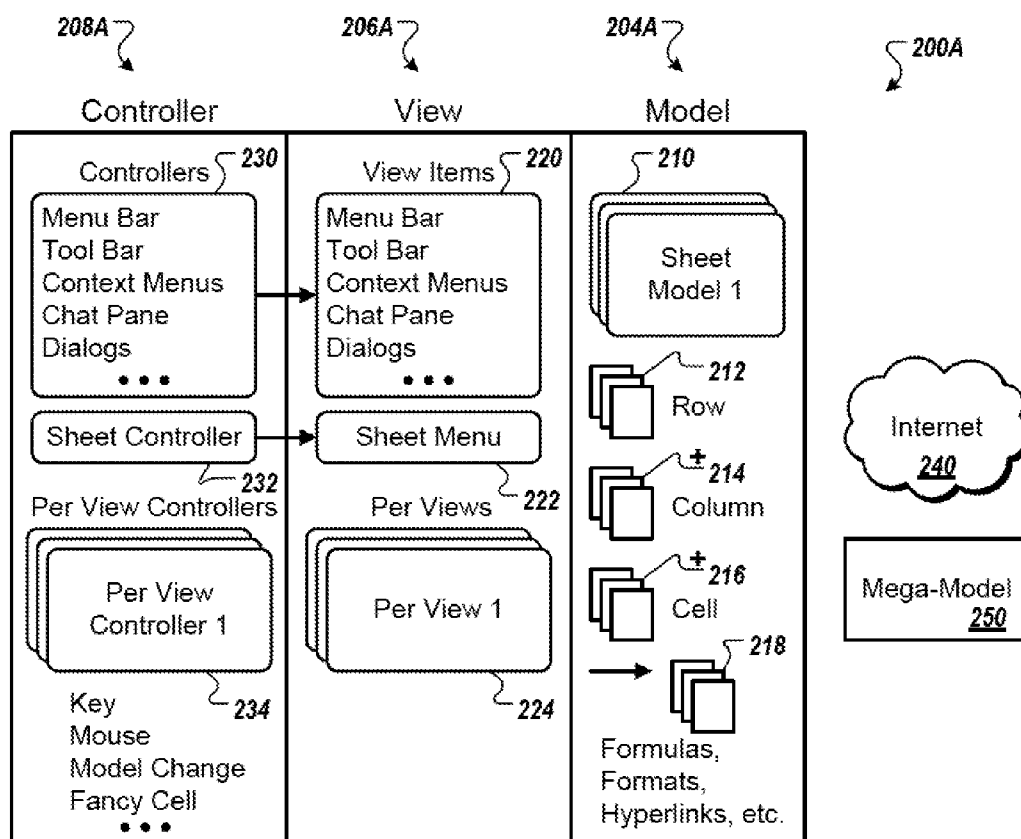 208A
206A
204A
200A
Controller
View
Model
Controllers
230
Menu Bar
Tool Bar
Context Menus
Chat Pane
Dialogs
• • •
Sheet Controller
232
Per View Controllers
Per View
Controller 1
234
Key
Mouse
Model Change
Fancy Cell
• • •
View Items
220
Menu Bar
Tool Bar
Context Menus
Chat Pane
Dialogs
• • •
Sheet Menu
222
Per Views
Per View 1
224
210
Sheet
Model 1
212
Row
+
214
Column
+
216
Cell
218
Formulas,
Formats,
Hyperlinks, etc.
Internet
240
Mega-Model
250